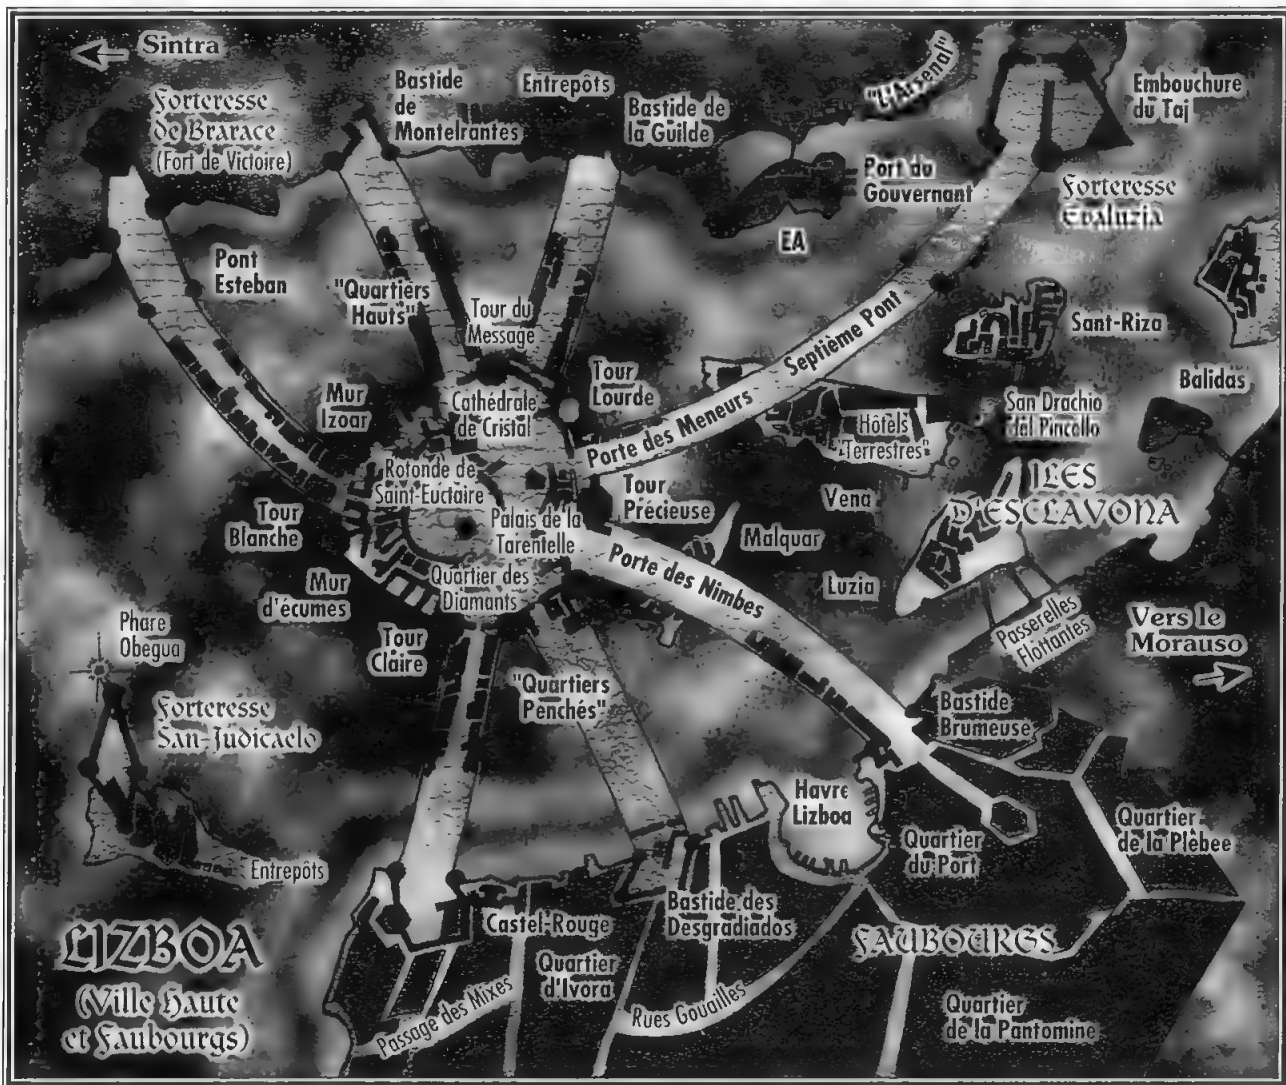 Sintra
Forteresse
de Brarace
(Fort de Victoire)
Bastide
de
Montelrantes
Entrepôts
Bastide de
la Guilde
"L'Arsenal"
Embouchure
du Taj
Port du
Gouvernant
Forteresse
Evaluzia
EA
Pont
Esteban
"Quartiers
Hauts"
Tour du
Message
Septième Pont
Sant-Riza
Mur
Izoar
Cathédrale
de Cristal
Tour
Lourde
Balidas
Porte des Meneurs
Hôtels
"Terrestres"
San Drachio
del Pincollo
Rotonde de
Saint-Euctaire
Tour
Précieuse
Vena
ILES
D'ESCLAVONA
Tour
Blanche
Palais de la
Tarentelle
Malquar
Mur
d'écumes
Quartier des
Diamants
Porte des Nimbes
Luzia
Passerelles
Flottantes
Vers le
Morauso
Phare
Obegua
Tour
Claire
Forteresse
San-Judicaelo
"Quartiers
Penchés"
Bastide
Brumeuse
Havre
Lizboa
Quartier
du Port
Quartier
de la Plèbee
Entrepôts
LIZBOA
(Ville Haute
et Faubourgs)
Castel-Rouge
Bastide des
Desgradiados
FAUBOURGS
Quartier
d'Ivora
Passage des Mixes
Rues Gouailles
Quartier
de la Pantomine